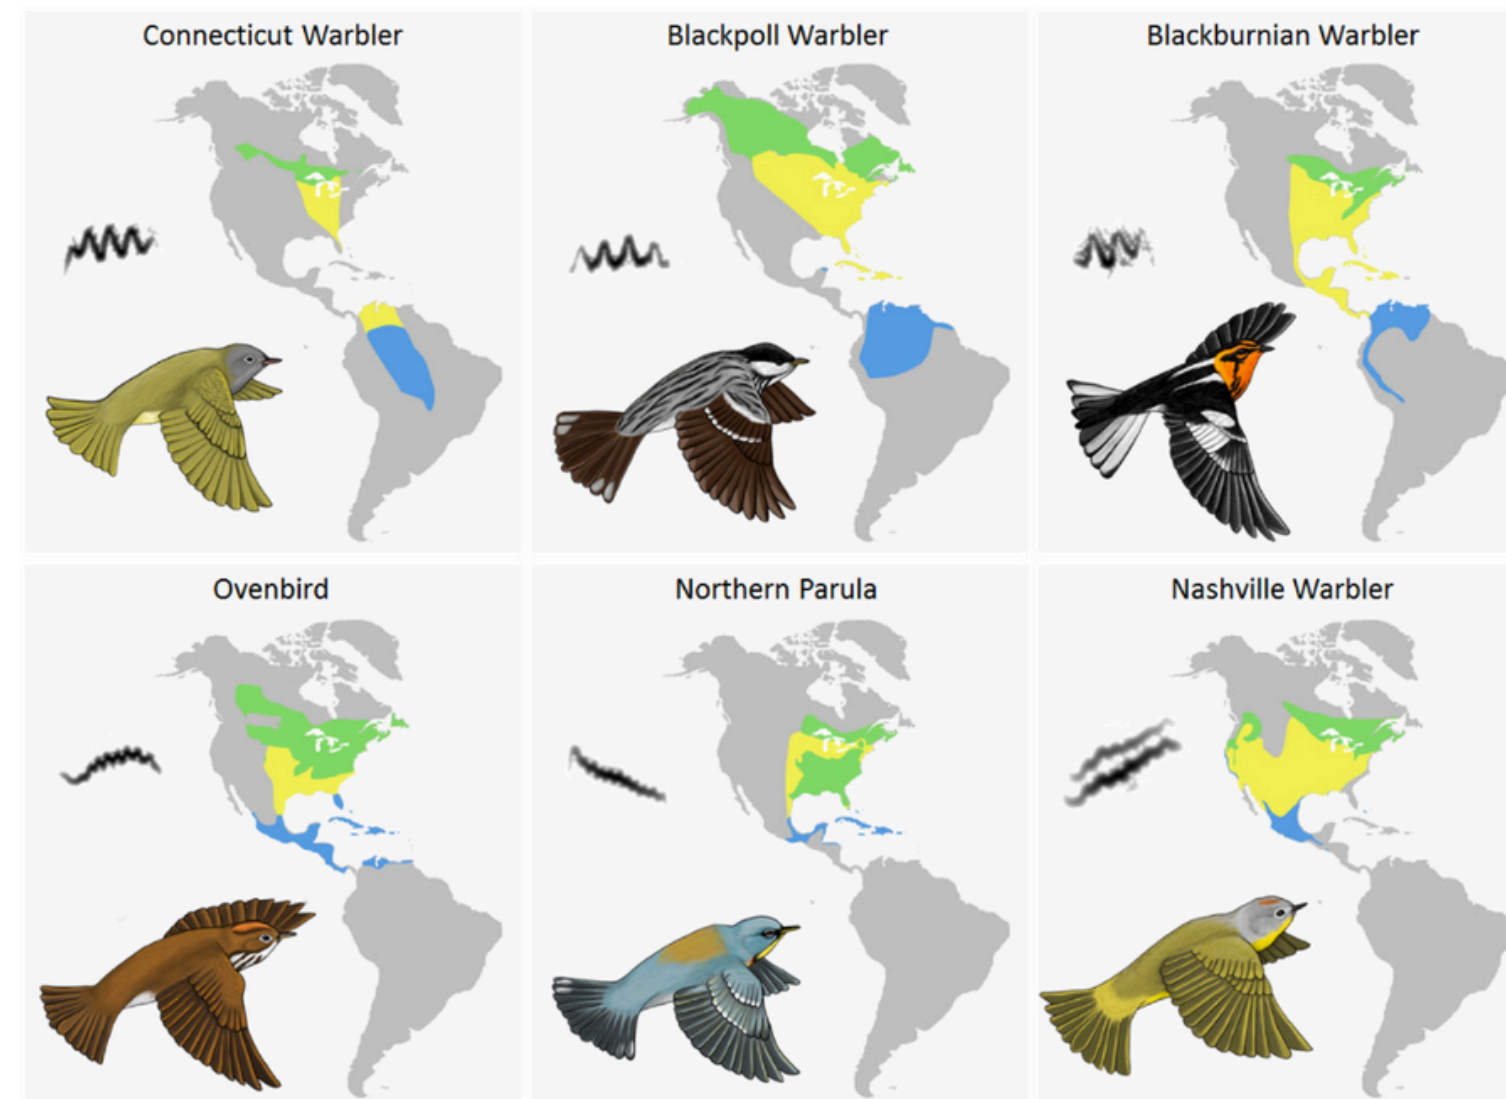 Connecticut Warbler
Blackpoll Warbler
Blackburnian Warbler
Ovenbird
Northern Parula
Nashville Warbler